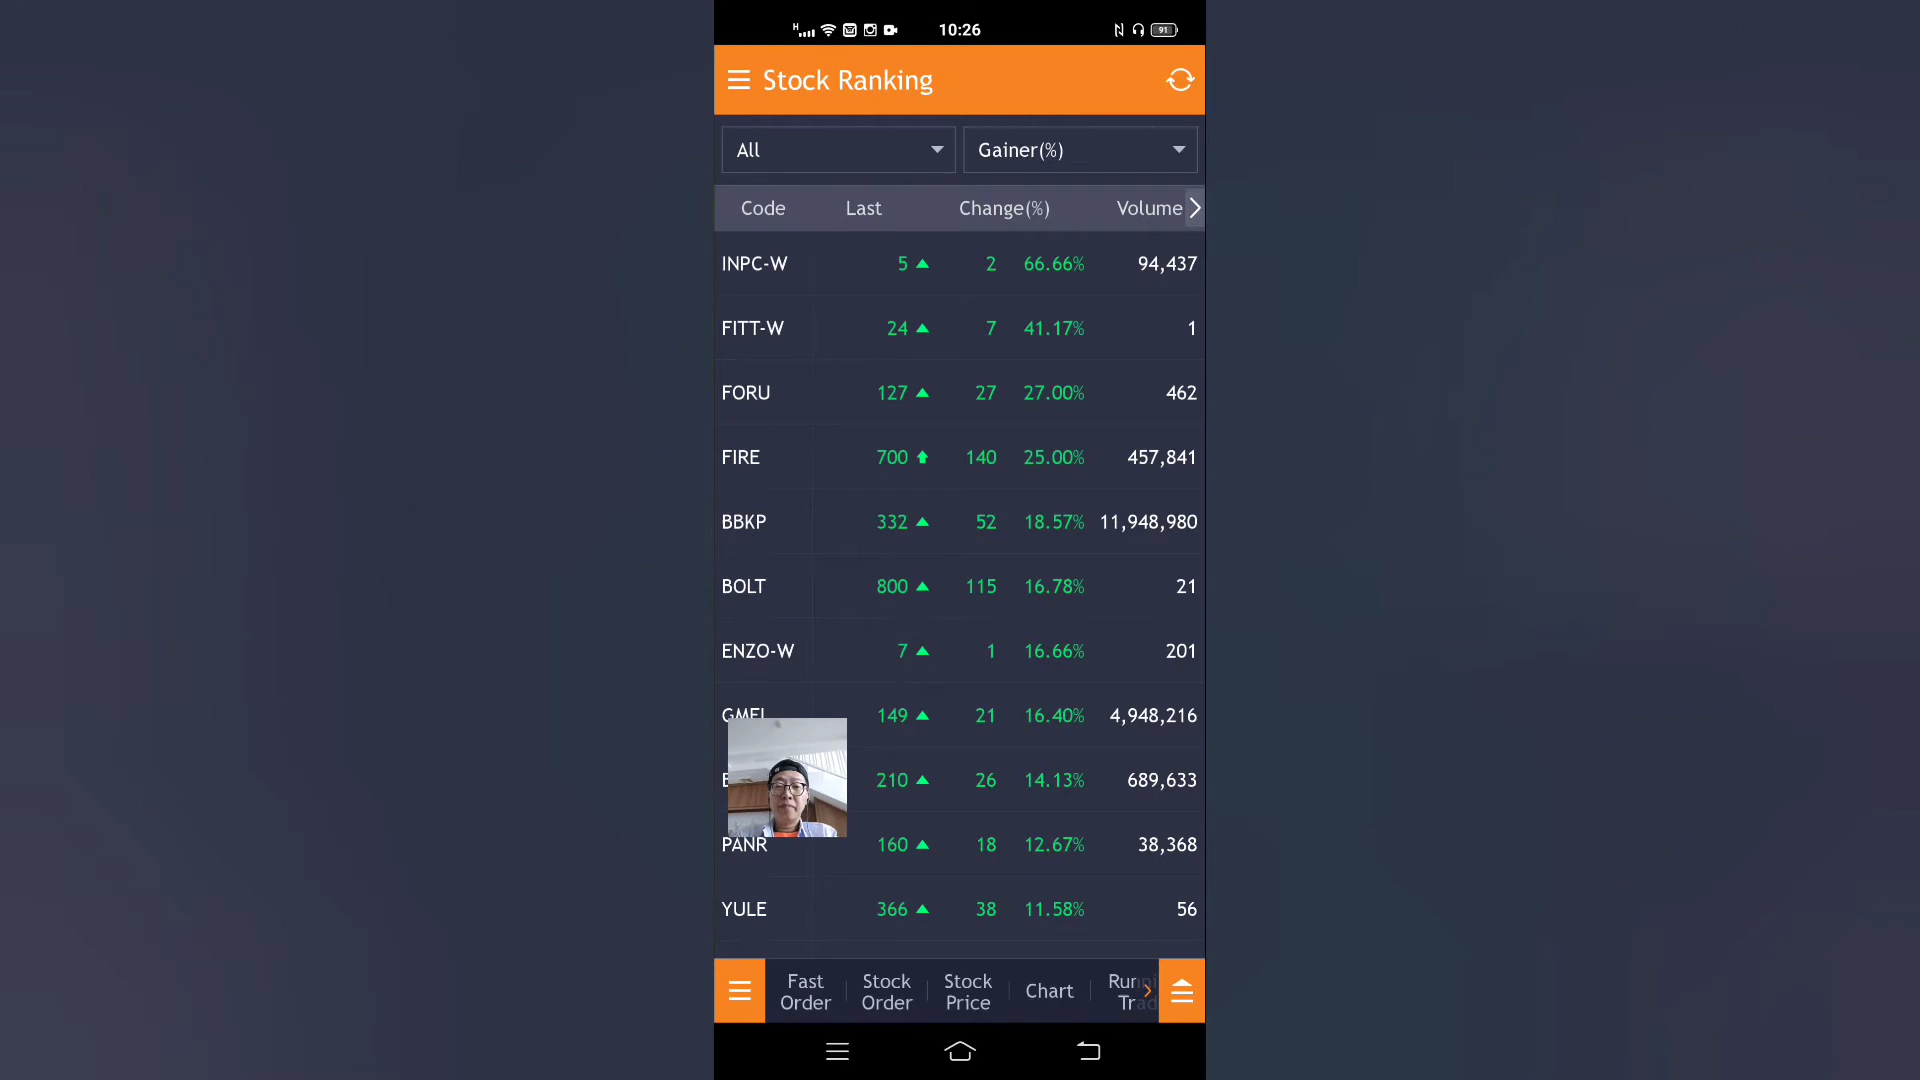 H 10:26 91
Stock Ranking
All Gainer(%)
Code Last Change(%) Volume
INPC-W 5 2 66.66% 94,437
FITT-W 24 7 41.17% 1
FORU 127 27 27.00% 462
FIRE 700 140 25.00% 457,841
BBKP 332 52 18.57% 11,948,980
BOLT 800 115 16.78% 21
ENZO-W 7 1 16.66% 201
149 21 16.40% 4,948,216
210 26 14.13% 689,633
PANR 160 18 12.67% 38,368
YULE 366 38 11.58% 56
Fast Stock Stock Chart
Order Order Price